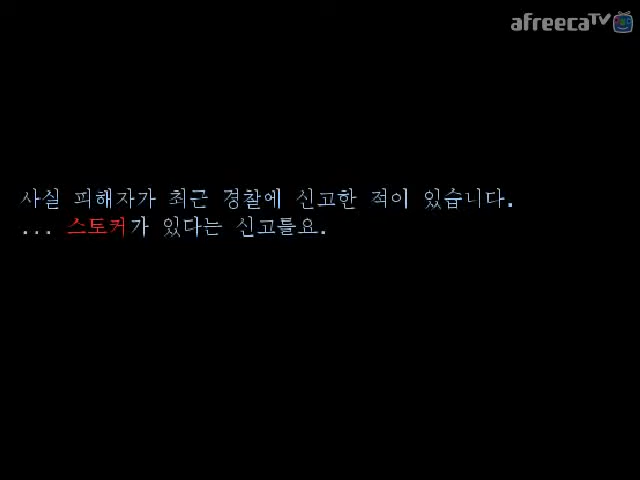 afreecaTV
사실 피해자가 최근 경찰에 신고한 적이 있습니다.
... 스토커가 있다는 신고를요.